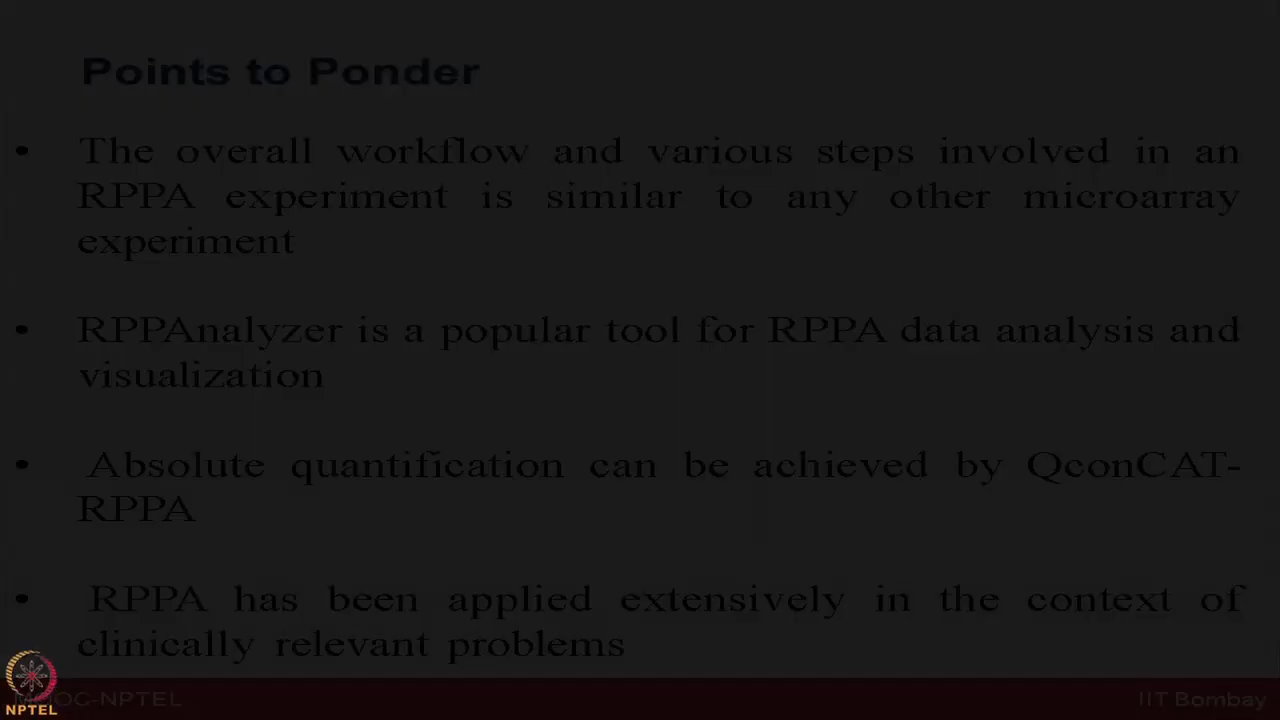 Points to Ponder
• The overall workflow and various steps involved in an
RPPA experiment is similar to any other microarray
experiment
• RPPAnalyzer is a popular tool for RPPA data analysis and
visualization
• Absolute quantification can be achieved by QconCAT-
RPPA
• RPPA has been applied extensively in the context of
clinically relevant problems
MOOC-NPTEL
IIT Bombay
NPTEL